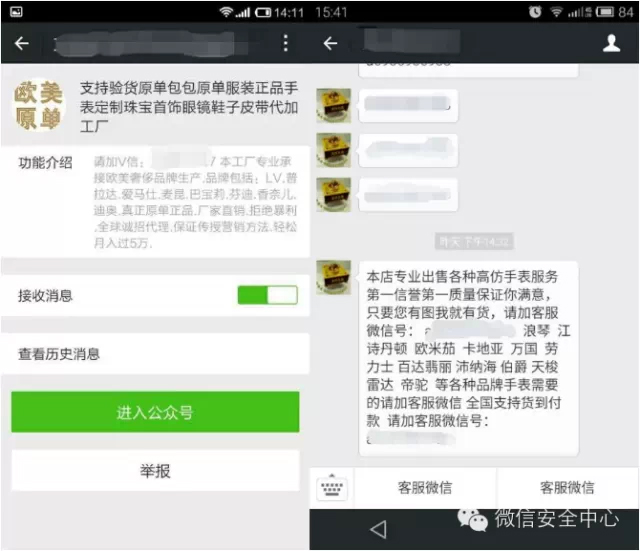 14:11
欧美
原单
支持验货原单包包原单服装正品手
表定制珠宝首饰眼镜鞋子皮带代加
工厂
功能介绍
请加V信:
7 本工厂专业承
接欧美奢侈品牌生产,品牌包括: LV,普
拉达,爱马仕,麦昆,巴宝莉,芬迪,香奈儿,
迪奥,真正原单正品,厂家直销,拒绝暴利
,全球诚招代理,保证传授营销方法,轻松
月入过5万.
接收消息
查看历史消息
进入公众号
举报
15:41
84
昨天 下午14:32
本店专业出售各种高仿手表服务
第一信誉第一质量保证你满意，
只要您有图我就有货，请加客服
微信号： a
浪琴 江
诗丹顿 欧米茄 卡地亚 万国 劳
力士 百达翡丽 沛纳海 伯爵 天梭
雷达 帝驼 等各种品牌手表需要
的请加客服微信 全国支持货到付
款 请加客服微信号：
客服微信
客服微信
微信安全中心